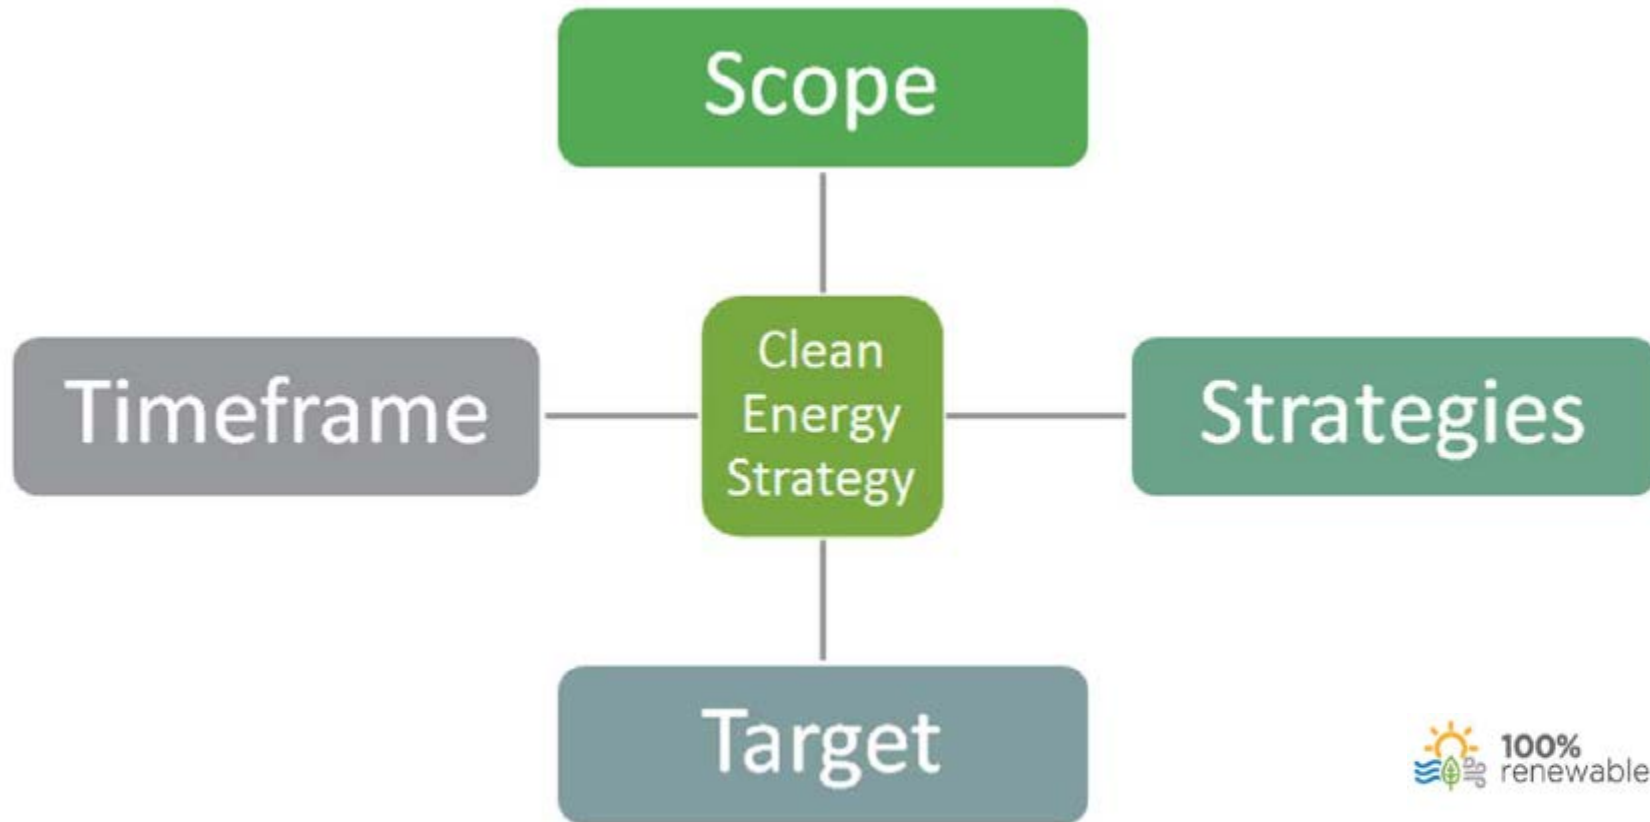 Scope
Timeframe
Clean
Energy
Strategy
Strategies
Target
100%
renewable